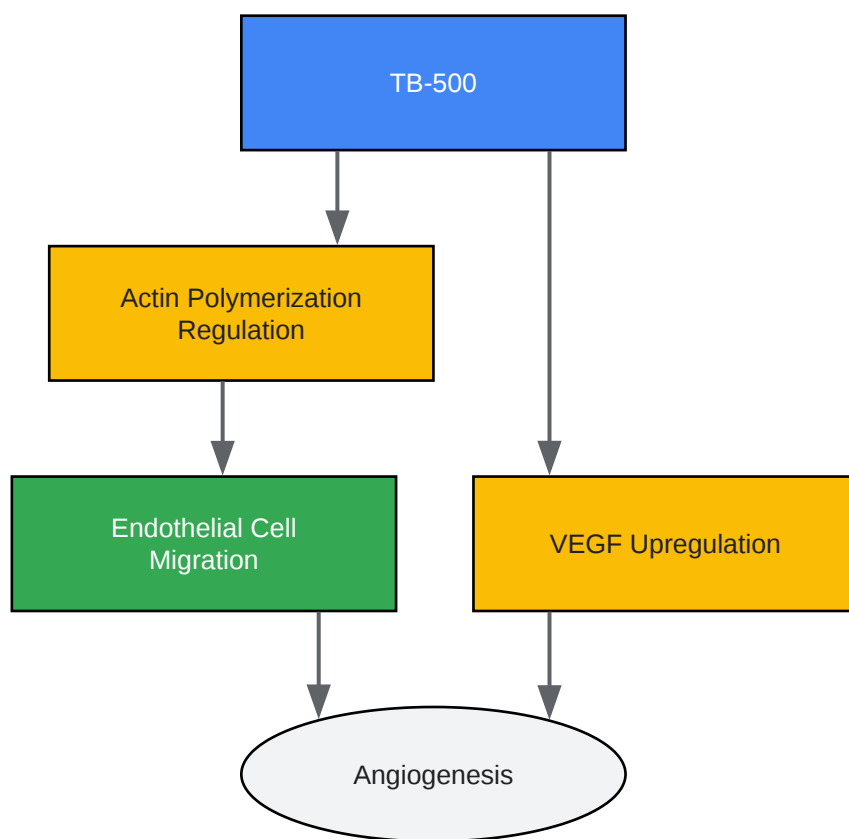 TB-500
Actin Polymerization
Regulation
Endothelial Cell
Migration
VEGF Upregulation
Angiogenesis